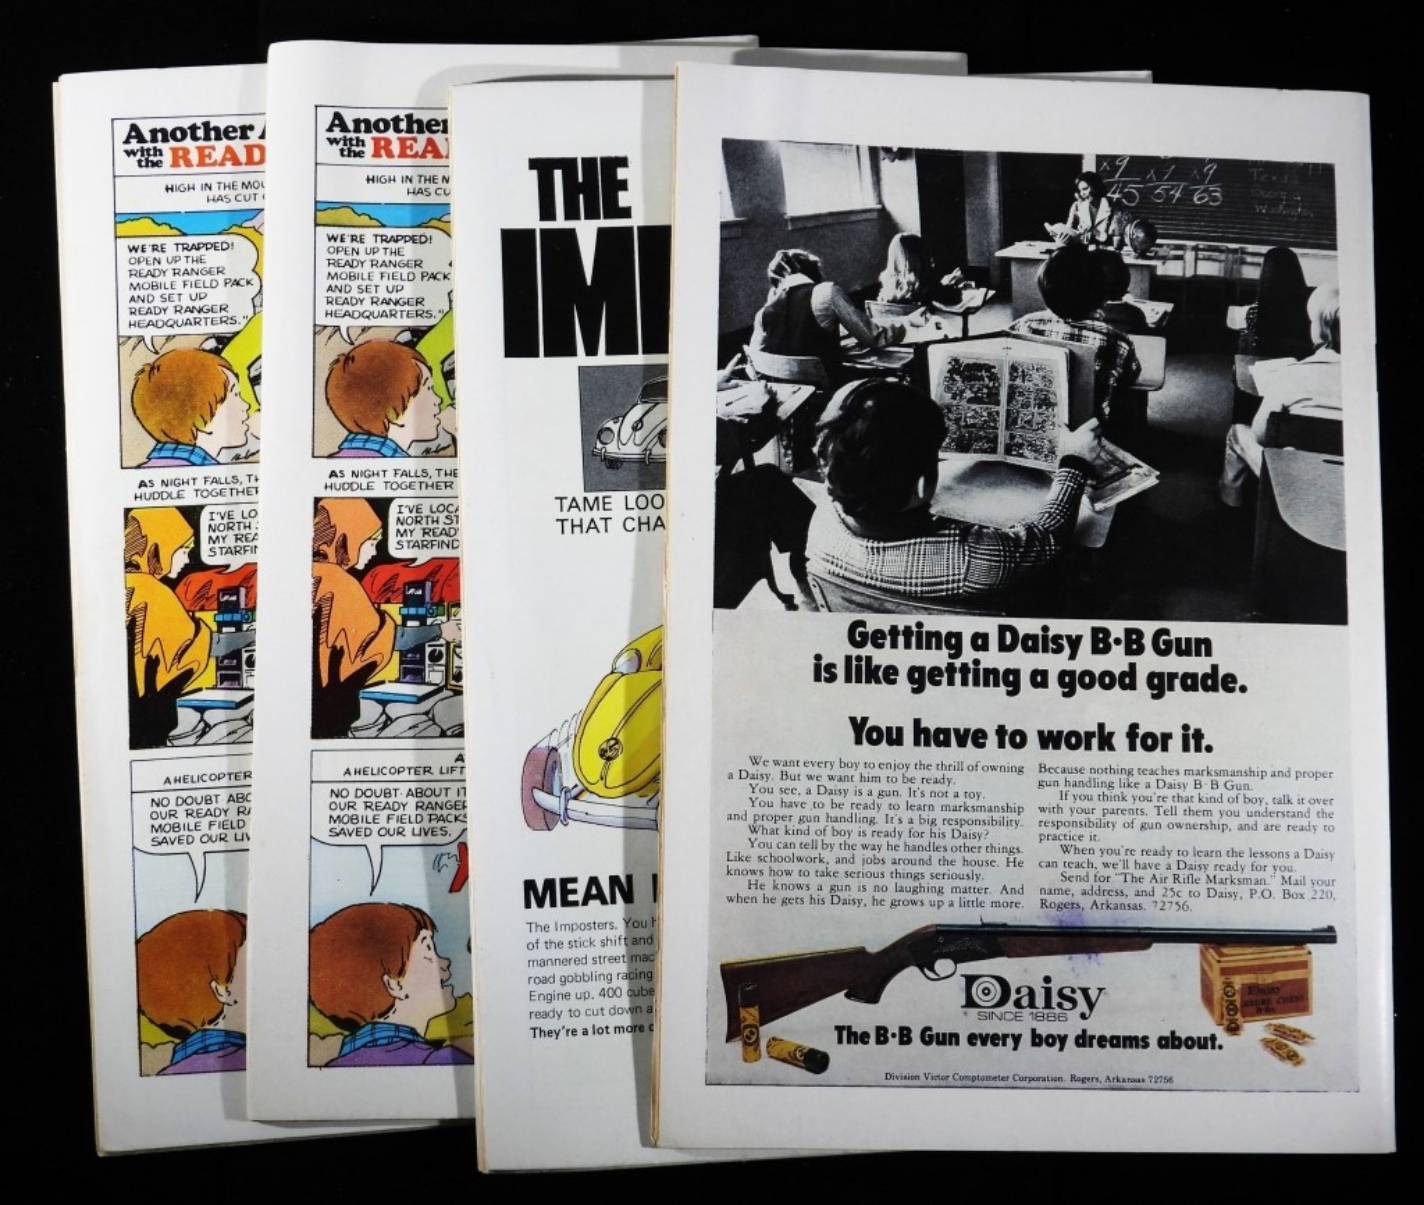 Another
with
the READ
HIGH IN THE MOU
HAS CUT
WE'RE TRAPPED!
OPEN UP THE
READY RANGER
MOBILE FIELD PACK
AND SET UP
READY RANGER
HEADQUARTERS."
AS NIGHT FALLS, TH
HUDDLE TOGETHER
I'VE LO
NORTH
MY REA
STARFIN
A HELICOPTER
NO DOUBT ABO
OUR READY RA
MOBILE FIELD
SAVED OUR LIV
Another
with
the REA
HIGH IN THE M
HAS CU
WE'RE TRAPPED!
OPEN UP THE
READY RANGER
MOBILE FIELD PACK
AND SET UP
READY RANGER
HEADQUARTERS."
AS NIGHT FALLS, THE
HUDDLE TOGETHER
I'VE LOCA
NORTH ST
MY READ
STARFIND
A
A HELICOPTER LIFT
NO DOUBT ABOUT IT
OUR READY RANGER
MOBILE FIELD PACKS
SAVED OUR LIVES.
THE
IM
TAME LOO
THAT CHA
MEAN
The Imposters. You h
of the stick shift and
mannered street mac
road gobbling racing
Engine up. 400 cube
ready to cut down a
They're a lot more
x9 x9
45 54 63
Texas
Georgia
Washington
Getting a Daisy B·B Gun
is like getting a good grade.
You have to work for it.
We want every boy to enjoy the thrill of owning
a Daisy. But we want him to be ready.
You see, a Daisy is a gun. It's not a toy.
You have to be ready to learn marksmanship
and proper gun handling. It's a big responsibility.
What kind of boy is ready for his Daisy?
You can tell by the way he handles other things.
Like schoolwork, and jobs around the house. He
knows how to take serious things seriously.
He knows a gun is no laughing matter. And
when he gets his Daisy, he grows up a little more.
Because nothing teaches marksmanship and proper
gun handling like a Daisy B·B Gun.
If you think you're that kind of boy, talk it over
with your parents. Tell them you understand the
responsibility of gun ownership, and are ready to
practice it.
When you're ready to learn the lessons a Daisy
can teach, we'll have a Daisy ready for you.
Send for "The Air Rifle Marksman." Mail your
name, address, and 25c to Daisy, P.O. Box 220,
Rogers, Arkansas. 72756.
Daisy
SINCE 1886
Daisy
The B·B Gun every boy dreams about.
Division Victor Comptometer Corporation. Rogers, Arkansas 72756